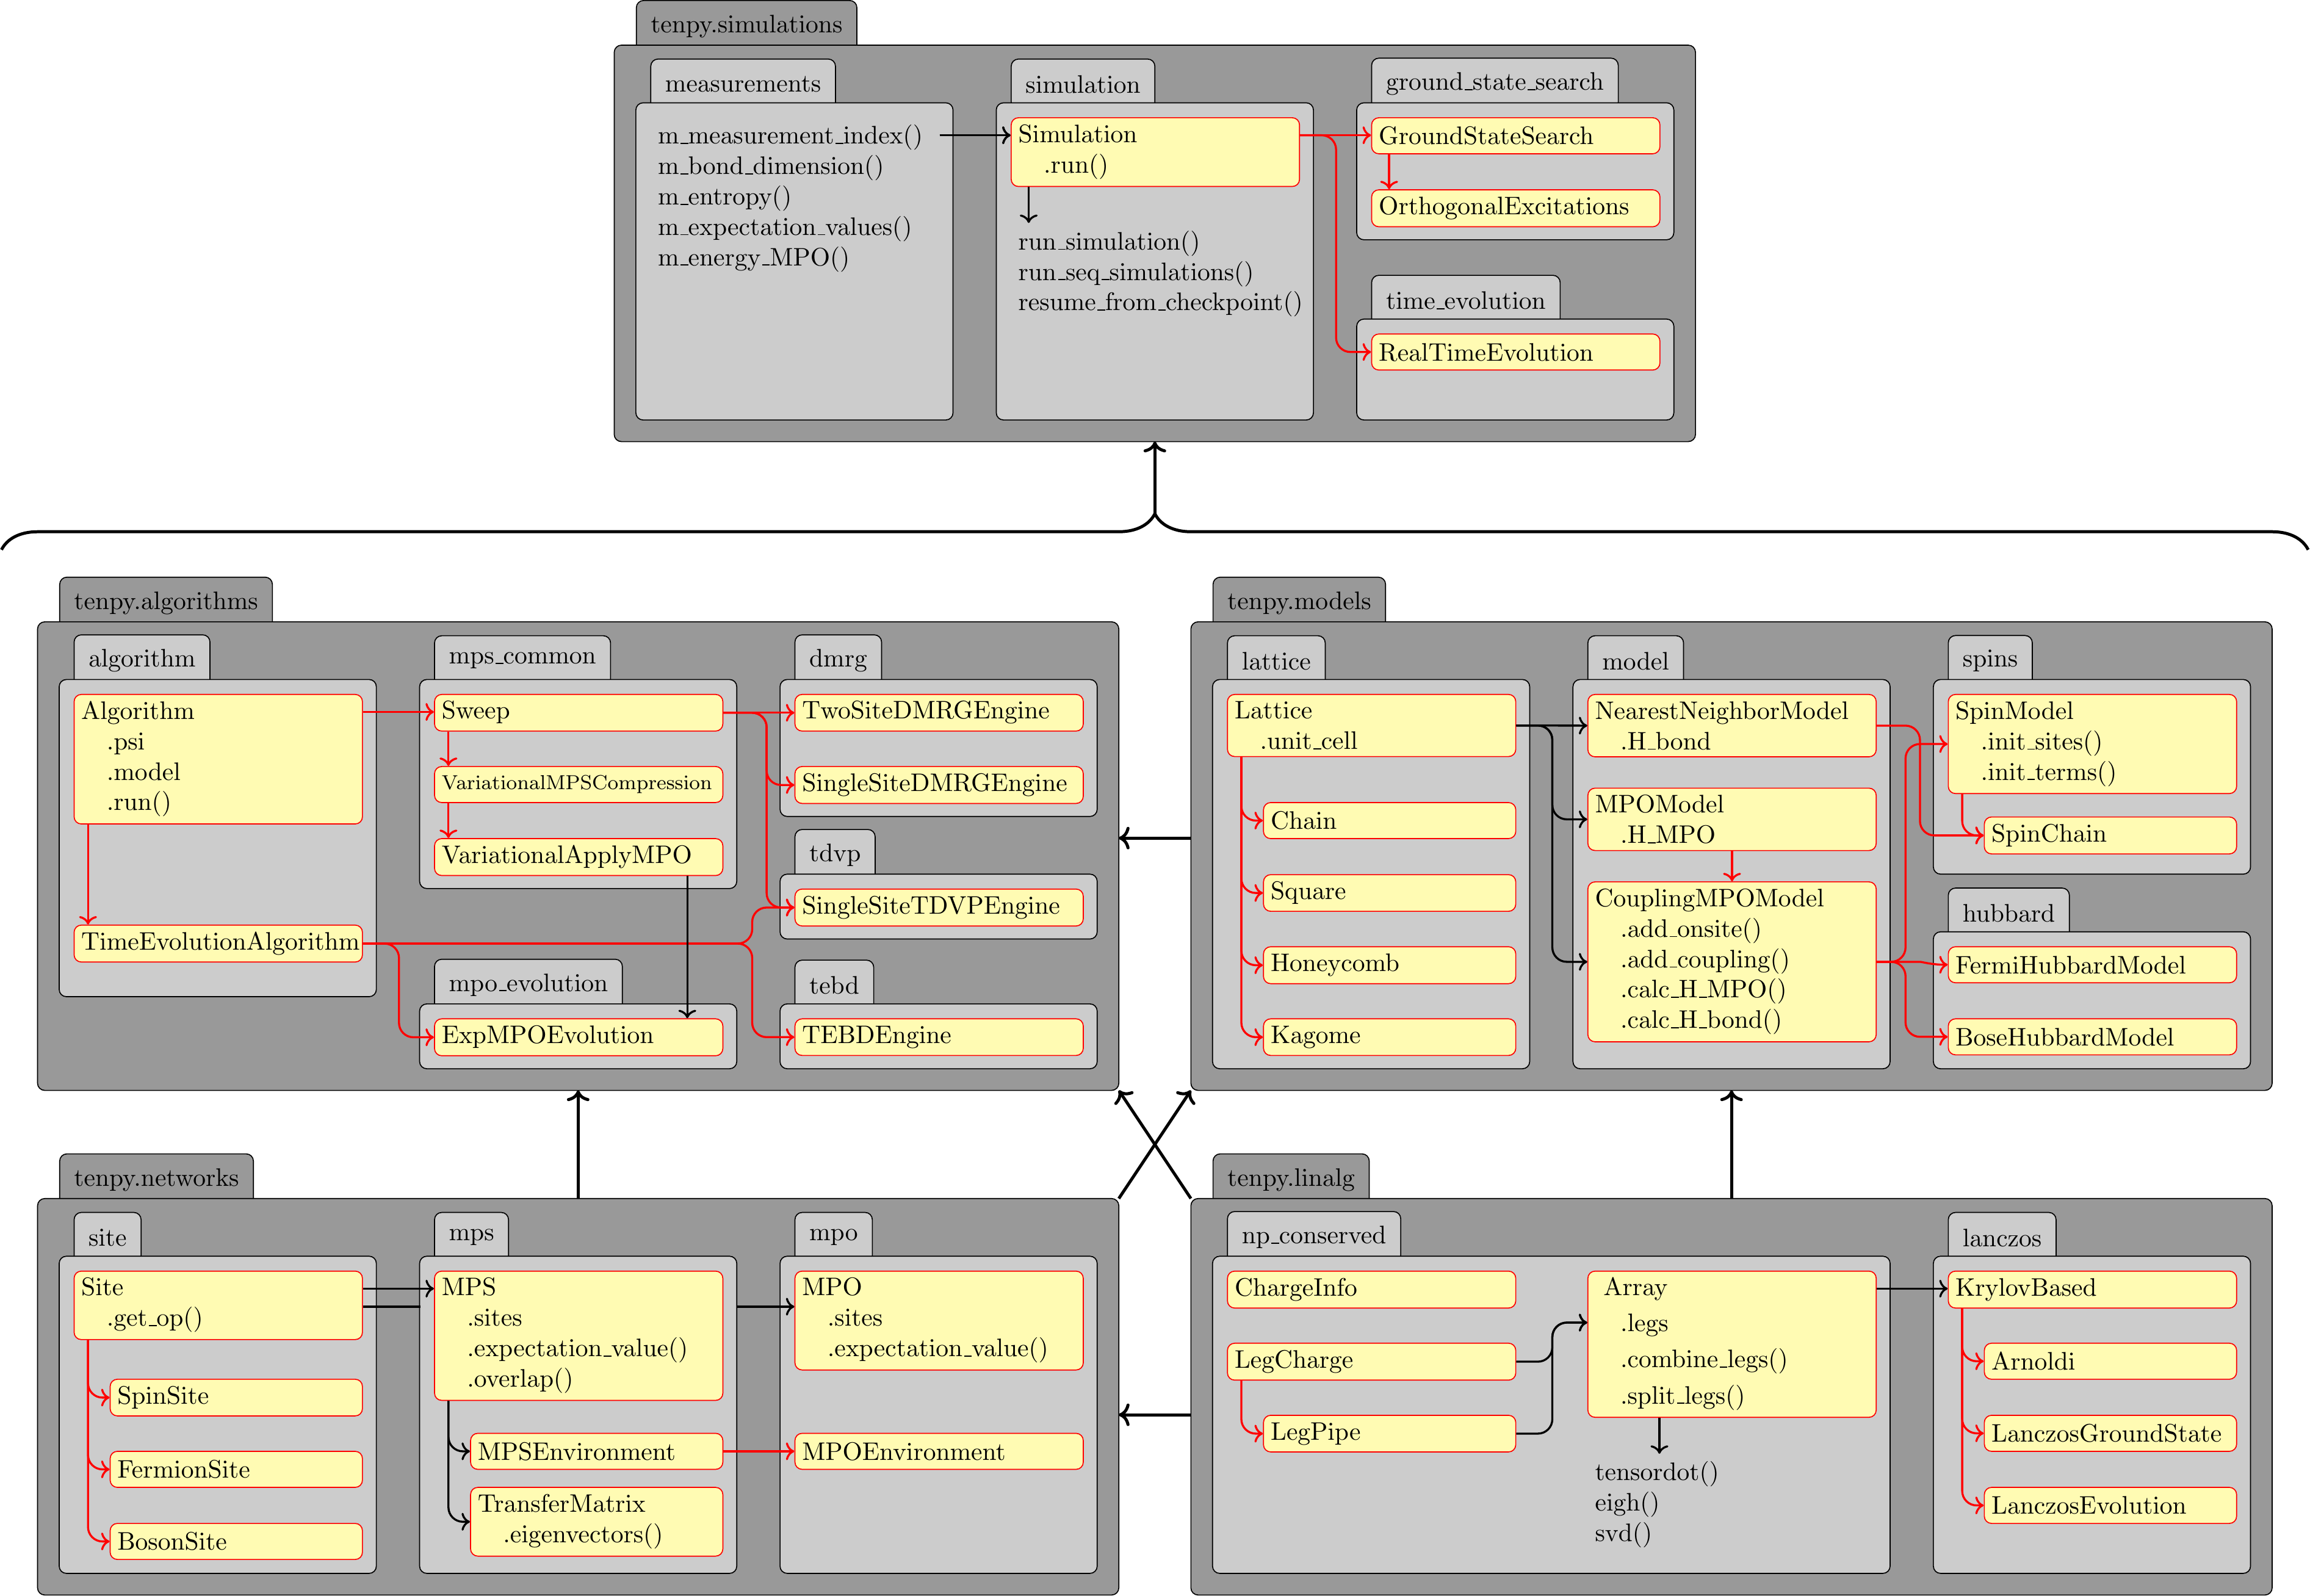 tenpy.simulations
measurements
m_measurement_index()
m_bond_dimension()
m_entropy()
m_expectation_values()
m_energy_MPO()
simulation
Simulation
.run()
run_simulation()
run_seq_simulations()
resume_from_checkpoint()
ground_state_search
GroundStateSearch
OrthogonalExcitations
time_evolution
RealTimeEvolution
tenpy.algorithms
algorithm
Algorithm
.psi
.model
.run()
TimeEvolutionAlgorithm
mps_common
Sweep
VariationalMPSCompression
VariationalApplyMPO
mpo_evolution
ExpMPOEvolution
dmrg
TwoSiteDMRGEngine
SingleSiteDMRGEngine
tdvp
SingleSiteTDVPEngine
tebd
TEBDEngine
tenpy.models
lattice
Lattice
.unit_cell
Chain
Square
Honeycomb
Kagome
model
NearestNeighborModel
.H_bond
MPOModel
.H_MPO
CouplingMPOModel
.add_onsite()
.add_coupling()
.calc_H_MPO()
.calc_H_bond()
spins
SpinModel
.init_sites()
.init_terms()
SpinChain
hubbard
FermiHubbardModel
BoseHubbardModel
tenpy.networks
site
Site
.get_op()
SpinSite
FermionSite
BosonSite
mps
MPS
.sites
.expectation_value()
.overlap()
MPSEnvironment
TransferMatrix
.eigenvectors()
mpo
MPO
.sites
.expectation_value()
MPOEnvironment
tenpy.linalg
np_conserved
ChargeInfo
LegCharge
LegPipe
Array
.legs
.combine_legs()
.split_legs()
tensordot()
eigh()
svd()
lanczos
KrylovBased
Arnoldi
LanczosGroundState
LanczosEvolution